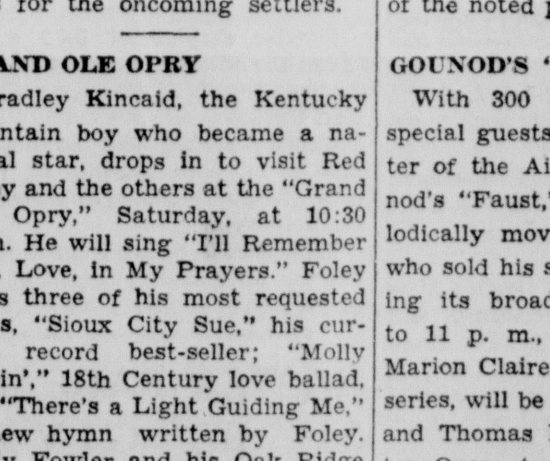 for the oncoming settlers.
AND OLE OPRY
radley Kincaid, the Kentucky
ntain boy who became a na-
al star, drops in to visit Red
y and the others at the "Grand
Opry," Saturday, at 10:30
. He will sing "I'll Remember
, Love, in My Prayers." Foley
s three of his most requested
s, "Sioux City Sue," his cur-
record best-seller; "Molly
in'," 18th Century love ballad,
"There's a Light Guiding Me,"
ew hymn written by Foley.
y Fowler and his Oak Ridge
of the noted
GOUNOD'S "
With 300
special guests
ter of the Ai
nod's "Faust,"
lodically mov
who sold his s
ing its broad
to 11 p. m.,
Marion Claire
series, will be
and Thomas